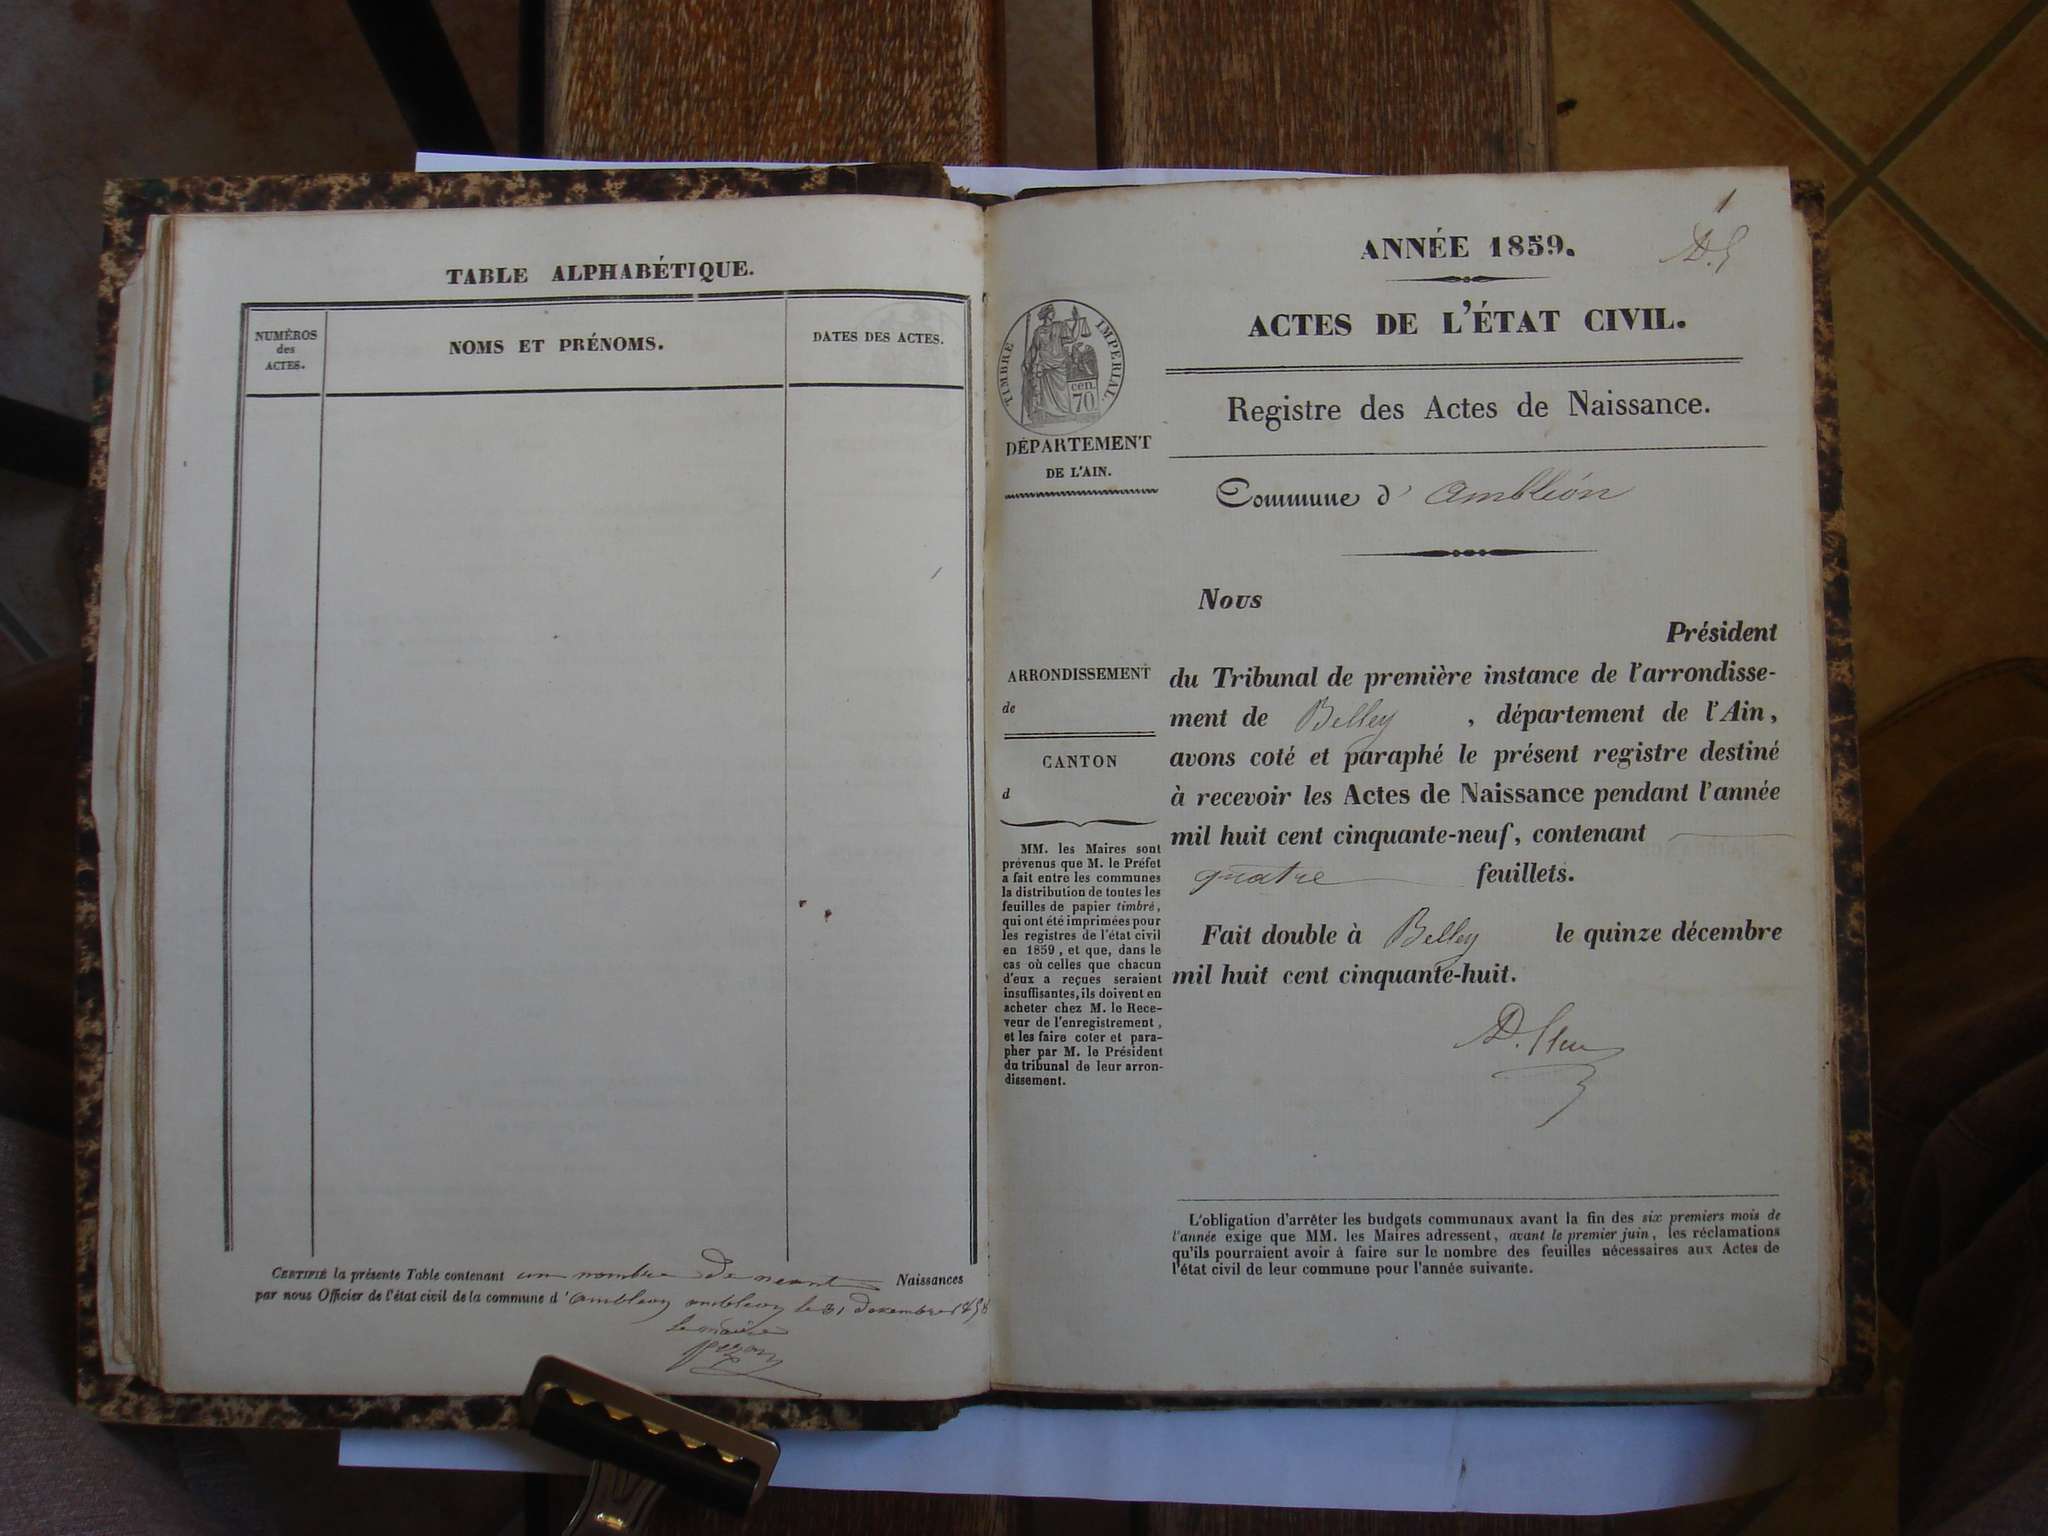 TABLE ALPHABÉTIQUE.
NUMÉROS
des
ACTES.
NOMS ET PRÉNOMS.
DATES DES ACTES.
CERTIFIÉ la présente Table contenant un nombre de neant Naissances
par nous Officier de l'état civil de la commune d'ambleon ambleon le 31 décembre 1858
le maire
1
ANNÉE 1859.
ACTES DE L'ÉTAT CIVIL.
TIMBRE IMPÉRIAL.
cen.
70
DÉPARTEMENT
DE L'AIN.
Registre des Actes de Naissance.
Commune d' ambléon
Nous
Président
du Tribunal de première instance de l'arrondisse-
ment de Belley , département de l'Ain,
avons coté et paraphé le présent registre destiné
à recevoir les Actes de Naissance pendant l'année
mil huit cent cinquante-neuf, contenant
quatre feuillets.
Fait double à Belley le quinze décembre
mil huit cent cinquante-huit.
ARRONDISSEMENT
de
CANTON
d
MM. les Maires sont
prévenus que M. le Préfet
a fait entre les communes
la distribution de toutes les
feuilles de papier timbré,
qui ont été imprimées pour
les registres de l'état civil
en 1859, et que, dans le
cas où celles que chacun
d'eux a reçues seraient
insuffisantes, ils doivent en
acheter chez M. le Rece-
veur de l'enregistrement,
et les faire coter et para-
pher par M. le Président
du tribunal de leur arron-
dissement.
L'obligation d'arrêter les budgets communaux avant la fin des six premiers mois de
l'année exige que MM. les Maires adressent, avant le premier juin, les réclamations
qu'ils pourraient avoir à faire sur le nombre des feuilles nécessaires aux Actes de
l'état civil de leur commune pour l'année suivante.